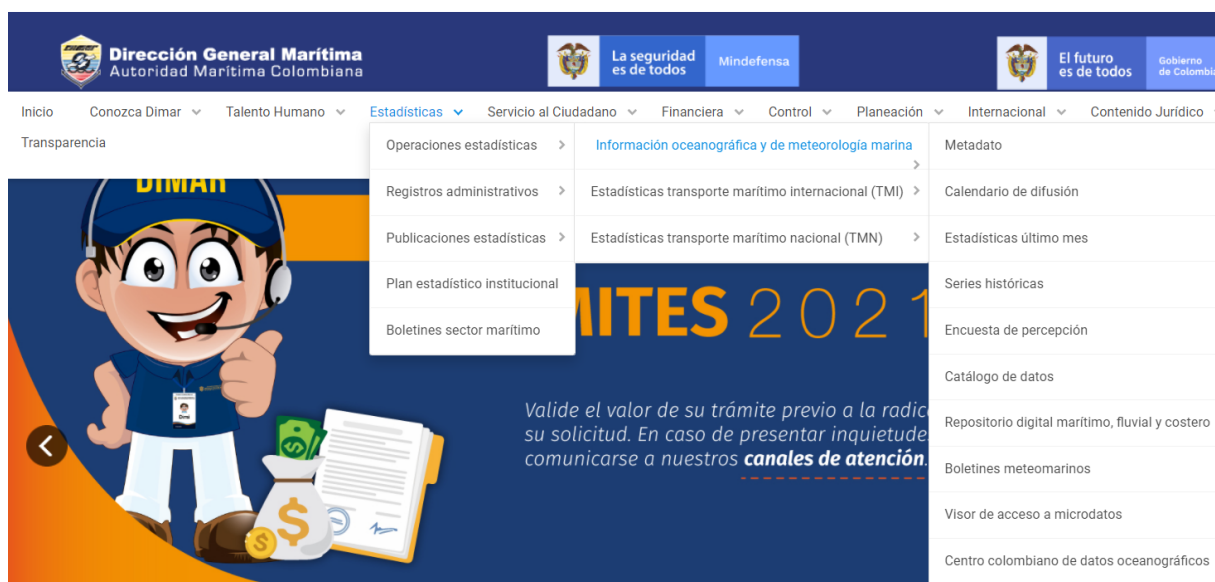 Dirección General Marítima
Autoridad Marítima Colombiana
La seguridad
es de todos
Mindefensa
El futuro
es de todos
Gobierno
de Colombia
Inicio Conozca Dimar Talento Humano Estadísticas Servicio al Ciudadano Financiera Control Planeación Internacional Contenido Jurídico
Transparencia
Operaciones estadísticas
Registros administrativos
Publicaciones estadísticas
Plan estadístico institucional
Boletines sector marítimo
Información oceanográfica y de meteorología marina
Estadísticas transporte marítimo internacional (TMI)
Estadísticas transporte marítimo nacional (TMN)
Metadato
Calendario de difusión
Estadísticas último mes
Series históricas
Encuesta de percepción
Catálogo de datos
Repositorio digital marítimo, fluvial y costero
Boletines meteomarinos
Visor de acceso a microdatos
Centro colombiano de datos oceanográficos
DIMAR
MITES 2021
Valide el valor de su trámite previo a la radic
su solicitud. En caso de presentar inquietude
comunicarse a nuestros canales de atención.